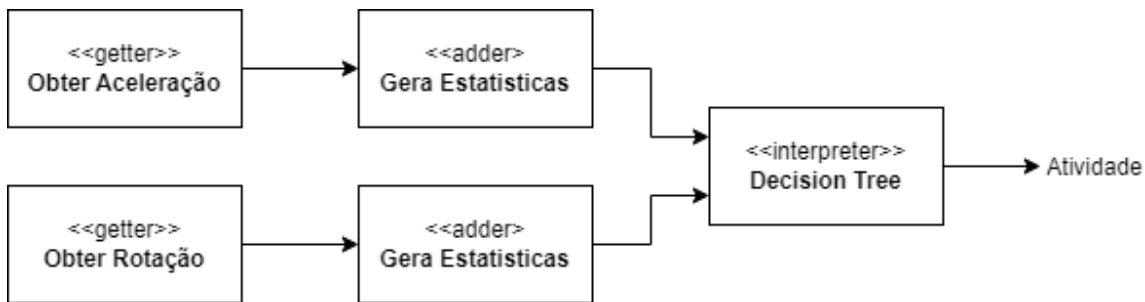 <<getter>>
Obter Aceleração
<<adder>
Gera Estatisticas
<<interpreter>>
Decision Tree
Atividade
<<getter>>
Obter Rotação
<<adder>
Gera Estatisticas